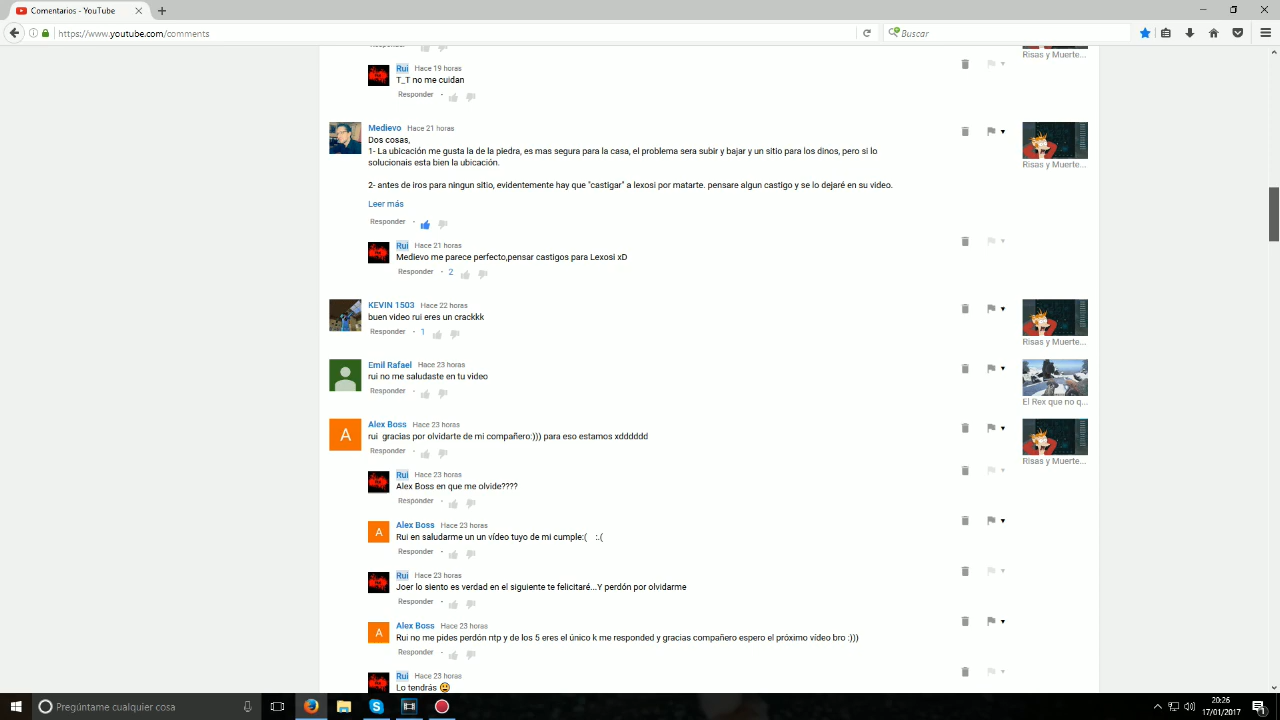 Comentarios - YouTube
https://www.youtube.com/comments
Buscar
Responder
Risas y Muerte...
Rui Hace 19 horas
T_T no me cuidan
Responder
Medievo Hace 21 horas
Dos cosas,
1- La ubicación me gusta la de la piedra, es mas segura para la casa, el problema sera subir y bajar y un sitio para los dinos, pero si lo
solucionais esta bien la ubicación.
Risas y Muerte...
2- antes de iros para ningun sitio, evidentemente hay que "castigar" a lexosi por matarte. pensare algun castigo y se lo dejaré en su video.
Leer más
Responder
Rui Hace 21 horas
Medievo me parece perfecto,pensar castigos para Lexosi xD
Responder · 2
KEVIN 1503 Hace 22 horas
buen video rui eres un crackkk
Responder · 1
Risas y Muerte...
Emil Rafael Hace 23 horas
rui no me saludaste en tu video
Responder
El Rex que no q...
Alex Boss Hace 23 horas
A
rui gracias por olvidarte de mi compañero:))) para eso estamos xdddddd
Responder
Risas y Muerte...
Rui Hace 23 horas
Alex Boss en que me olvide????
Responder
Alex Boss Hace 23 horas
A
Rui en saludarme un un vídeo tuyo de mi cumple:( :.(
Responder
Rui Hace 23 horas
Joer lo siento es verdad en el siguiente te felicitaré...Y perdón por olvidarme
Responder
Alex Boss Hace 23 horas
A
Rui no me pides perdón ntp y de los 5 eres el único k me responded y gracias compañero espero el próximo vídeo bro :)))
Responder
Rui Hace 23 horas
Lo tendrás 
Pregúntame cualquier cosa
20:26
17/01/2017